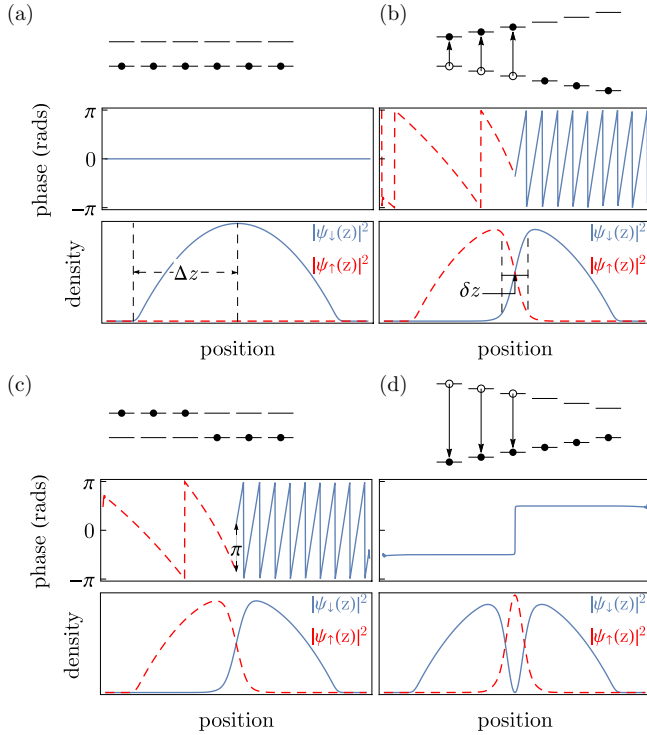 (a)
(b)
phase (rads)
π
0
−π
density
|ψ↓(z)|²
|ψ↑(z)|²
Δz
|ψ↓(z)|²
|ψ↑(z)|²
δz
position
position
(c)
(d)
phase (rads)
π
0
−π
π
density
|ψ↓(z)|²
|ψ↑(z)|²
|ψ↓(z)|²
|ψ↑(z)|²
position
position